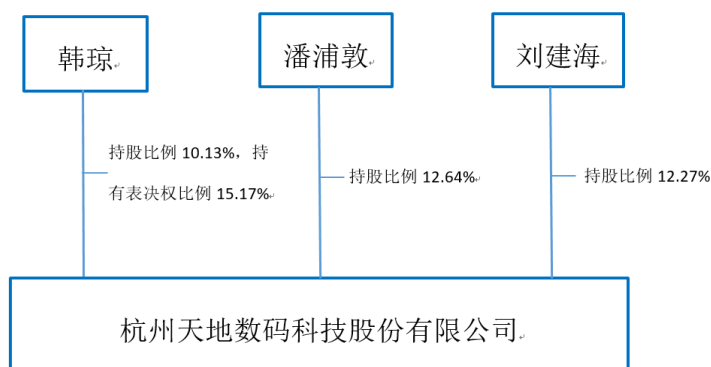 韩琼
潘浦敦
刘建海
持股比例 10.13%，持
有表决权比例 15.17%
持股比例 12.64%
持股比例 12.27%
杭州天地数码科技股份有限公司